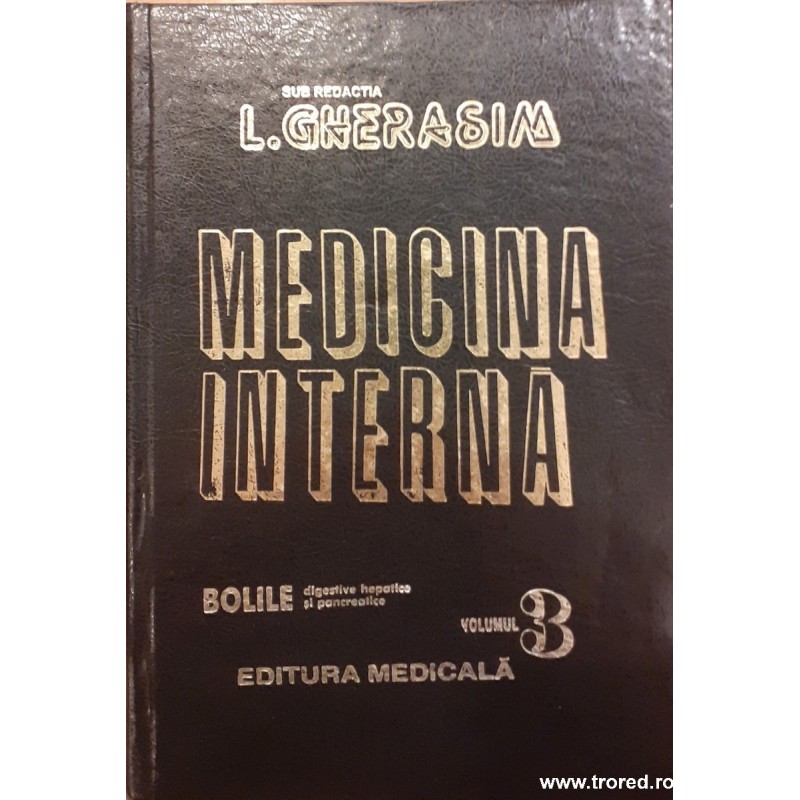 SUB REDACTIA
L.GHERASIM
MEDICINA
INTERNĂ
BOLILE digestive hepatice
și pancreatice
VOLUMUL 3
EDITURA MEDICALĂ
www.trored.ro